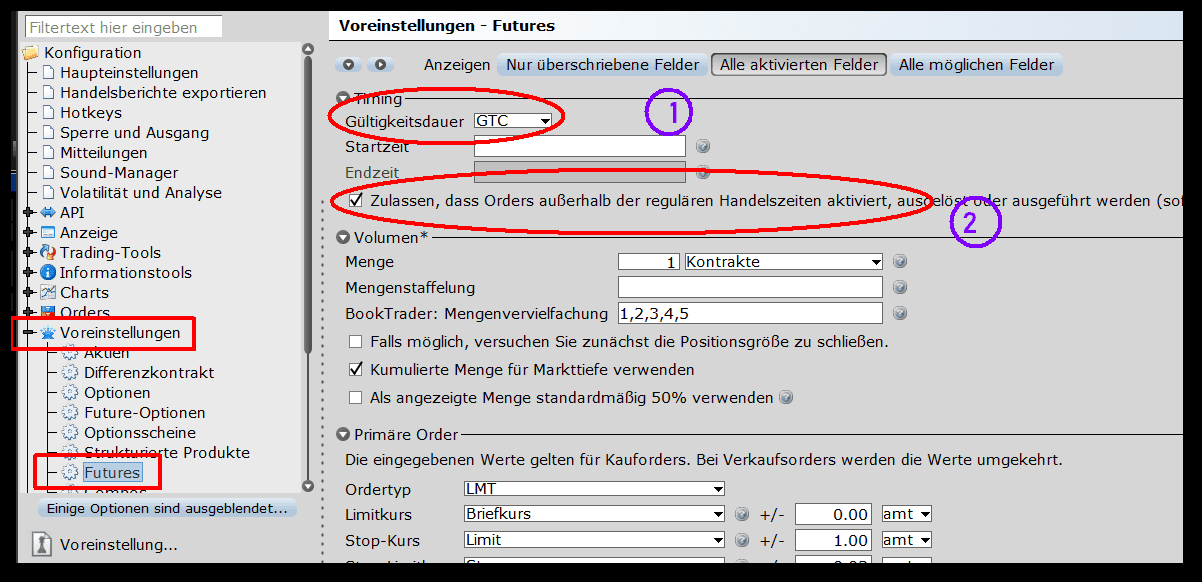 Filtertext hier eingeben
Konfiguration
Haupteinstellungen
Handelsberichte exportieren
Hotkeys
Sperre und Ausgang
Mitteilungen
Sound-Manager
Volatilität und Analyse
API
Anzeige
Trading-Tools
Informationstools
Charts
Orders
Voreinstellungen
Aktien
Differenzkontrakt
Optionen
Future-Optionen
Optionsscheine
Strukturierte Produkte
Futures
Combos
Einige Optionen sind ausgeblendet...
Voreinstellung...
Voreinstellungen - Futures
Anzeigen Nur überschriebene Felder Alle aktivierten Felder Alle möglichen Felder
Timing
Gültigkeitsdauer GTC 1
Startzeit
Endzeit
Zulassen, dass Orders außerhalb der regulären Handelszeiten aktiviert, ausgelöst oder ausgeführt werden (sof
2
Volumen*
Menge 1 Kontrakte
Mengenstaffelung
BookTrader: Mengenvervielfachung 1,2,3,4,5
Falls möglich, versuchen Sie zunächst die Positionsgröße zu schließen.
Kumulierte Menge für Markttiefe verwenden
Als angezeigte Menge standardmäßig 50% verwenden
Primäre Order
Die eingegebenen Werte gelten für Kauforders. Bei Verkaufsorders werden die Werte umgekehrt.
Ordertyp LMT
Limitkurs Briefkurs +/- 0.00 amt
Stop-Kurs Limit +/- 1.00 amt